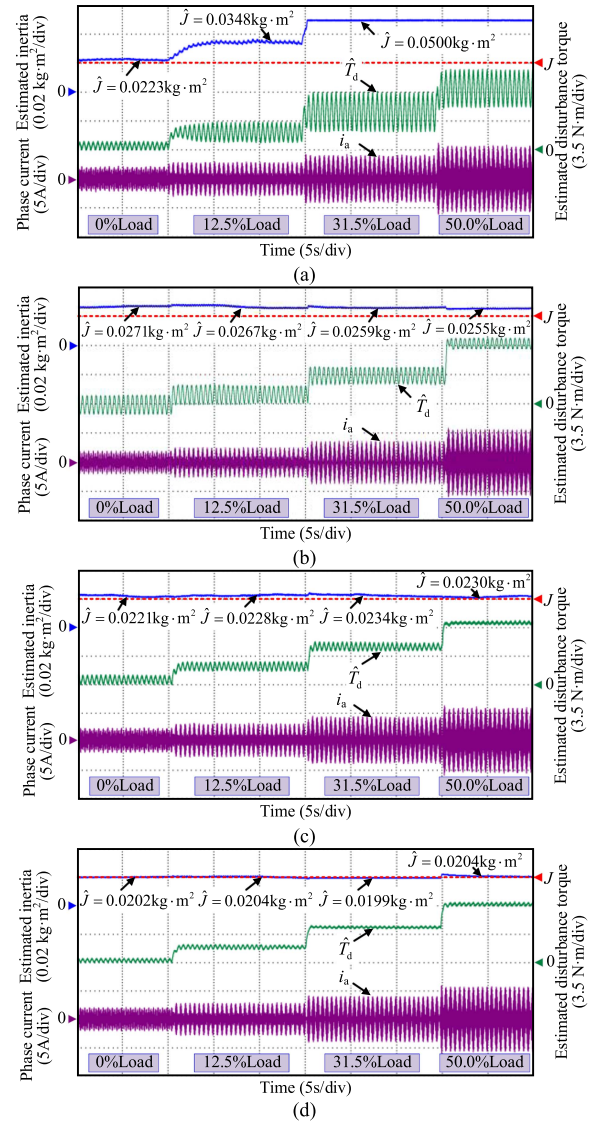 Estimated inertia
(0.02 kg·m²/div)
Phase current
(5A/div)
Ĵ = 0.0348kg·m²
Ĵ = 0.0500kg·m²
Ĵ = 0.0223kg·m²
J
T̂d
ia
0
0
0
0%Load 12.5%Load 31.5%Load 50.0%Load
Time (5s/div)
Estimated disturbance torque
(3.5 N·m/div)
(a)
Estimated inertia
(0.02 kg·m²/div)
Phase current
(5A/div)
J
Ĵ = 0.0271kg·m² Ĵ = 0.0267kg·m² Ĵ = 0.0259kg·m² Ĵ = 0.0255kg·m²
T̂d
ia
0
0
0
0%Load 12.5%Load 31.5%Load 50.0%Load
Time (5s/div)
Estimated disturbance torque
(3.5 N·m/div)
(b)
Estimated inertia
(0.02 kg·m²/div)
Phase current
(5A/div)
Ĵ = 0.0230kg·m²
J
Ĵ = 0.0221kg·m² Ĵ = 0.0228kg·m² Ĵ = 0.0234kg·m²
T̂d
ia
0
0
0
0%Load 12.5%Load 31.5%Load 50.0%Load
Time (5s/div)
Estimated disturbance torque
(3.5 N·m/div)
(c)
Estimated inertia
(0.02 kg·m²/div)
Phase current
(5A/div)
Ĵ = 0.0204kg·m²
J
Ĵ = 0.0202kg·m² Ĵ = 0.0204kg·m² Ĵ = 0.0199kg·m²
T̂d
ia
0
0
0
0%Load 12.5%Load 31.5%Load 50.0%Load
Time (5s/div)
Estimated disturbance torque
(3.5 N·m/div)
(d)